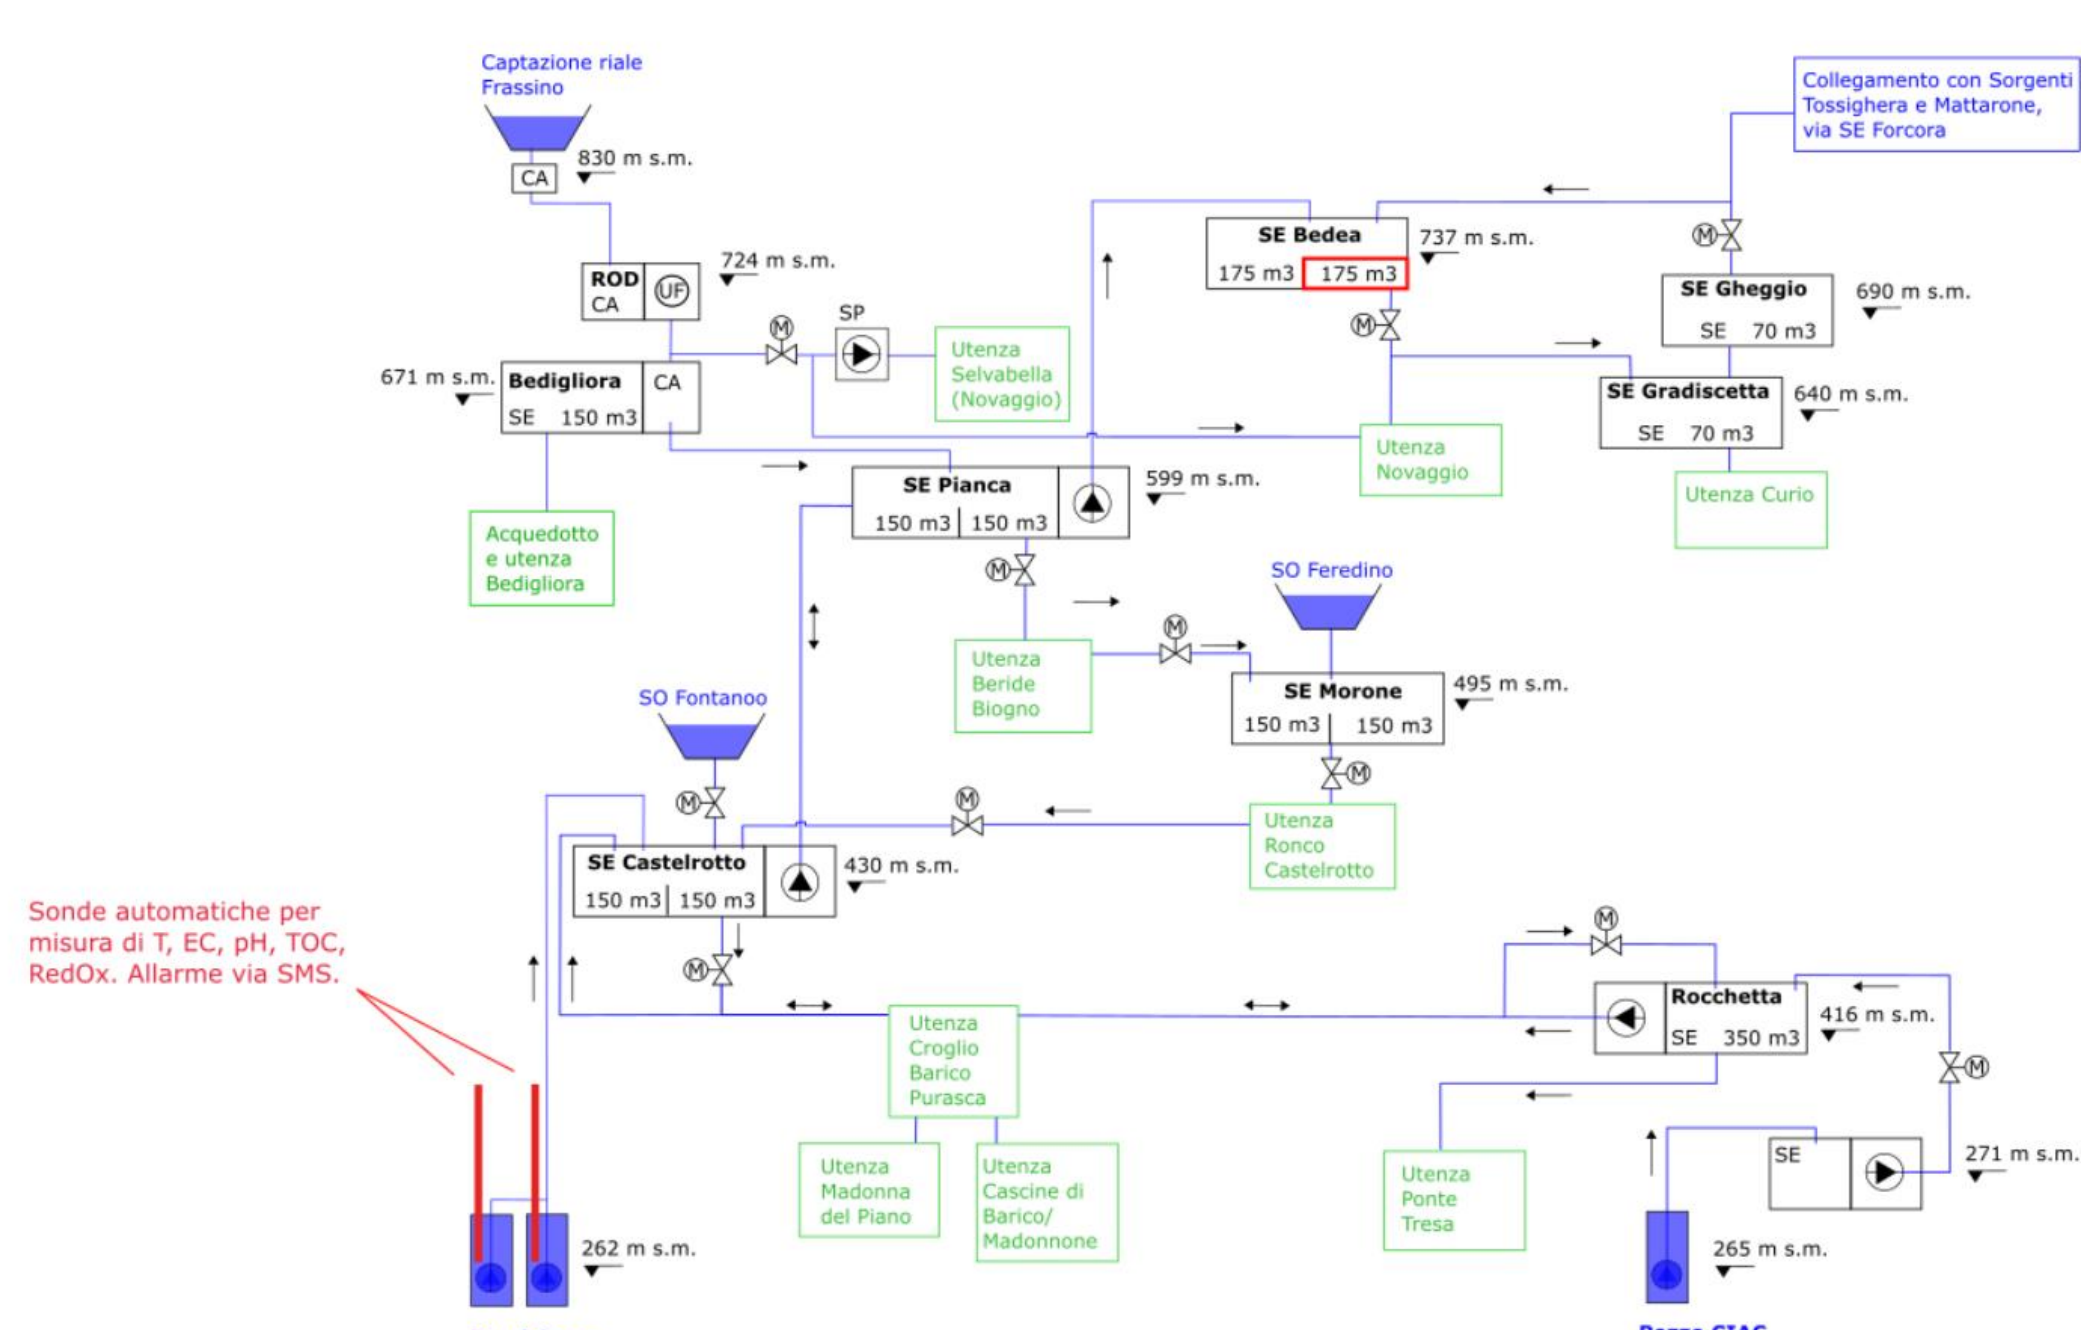 Captazione riale
Frassino
830 m s.m.
CA
Collegamento con Sorgenti
Tossighera e Mattarone,
via SE Forcora
ROD
CA
UF
724 m s.m.
SE Bedea
175 m3
175 m3
737 m s.m.
M
M
SE Gheggio
SE 70 m3
690 m s.m.
M
SP
Utenza
Selvabella
(Novaggio)
671 m s.m.
Bedigliora
SE 150 m3
CA
SE Gradiscetta
SE 70 m3
640 m s.m.
Utenza
Novaggio
Utenza Curio
SE Pianca
150 m3
150 m3
599 m s.m.
M
Acquedotto
e utenza
Bedigliora
SO Feredino
Utenza
Beride
Biogno
M
SE Morone
150 m3
150 m3
495 m s.m.
M
SO Fontanoo
M
M
Utenza
Ronco
Castelrotto
SE Castelrotto
150 m3
150 m3
430 m s.m.
M
Sonde automatiche per
misura di T, EC, pH, TOC,
RedOx. Allarme via SMS.
M
Rocchetta
SE 350 m3
416 m s.m.
M
Utenza
Croglio
Barico
Purasca
Utenza
Madonna
del Piano
Utenza
Cascine di
Barico/
Madonnone
Utenza
Ponte
Tresa
SE
271 m s.m.
262 m s.m.
265 m s.m.